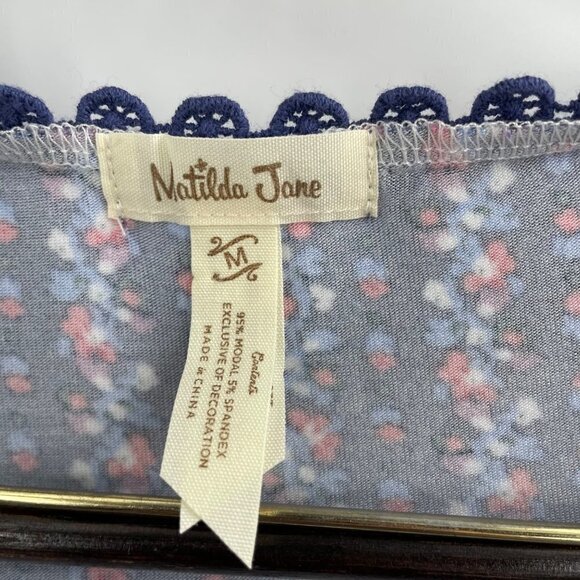 Matilda Jane
M
Contents
95% MODAL 5% SPANDEX
EXCLUSIVE OF DECORATION
MADE in
CHINA